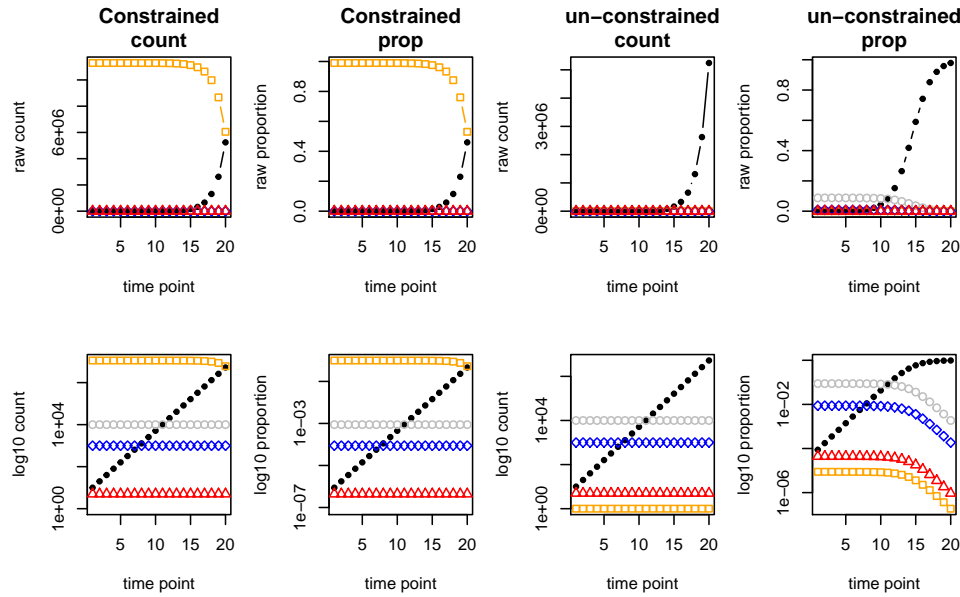 Constrained
count
raw count
0e+00
6e+06
5
10
15
20
time point
Constrained
prop
raw proportion
0.0
0.4
0.8
5
10
15
20
time point
un−constrained
count
raw count
0e+00
3e+06
5
10
15
20
time point
un−constrained
prop
raw proportion
0.0
0.4
0.8
5
10
15
20
time point
log10 count
1e+00
1e+04
5
10
15
20
time point
log10 proportion
1e−07
1e−03
5
10
15
20
time point
log10 count
1e+00
1e+04
5
10
15
20
time point
log10 proportion
1e−06
1e−02
5
10
15
20
time point